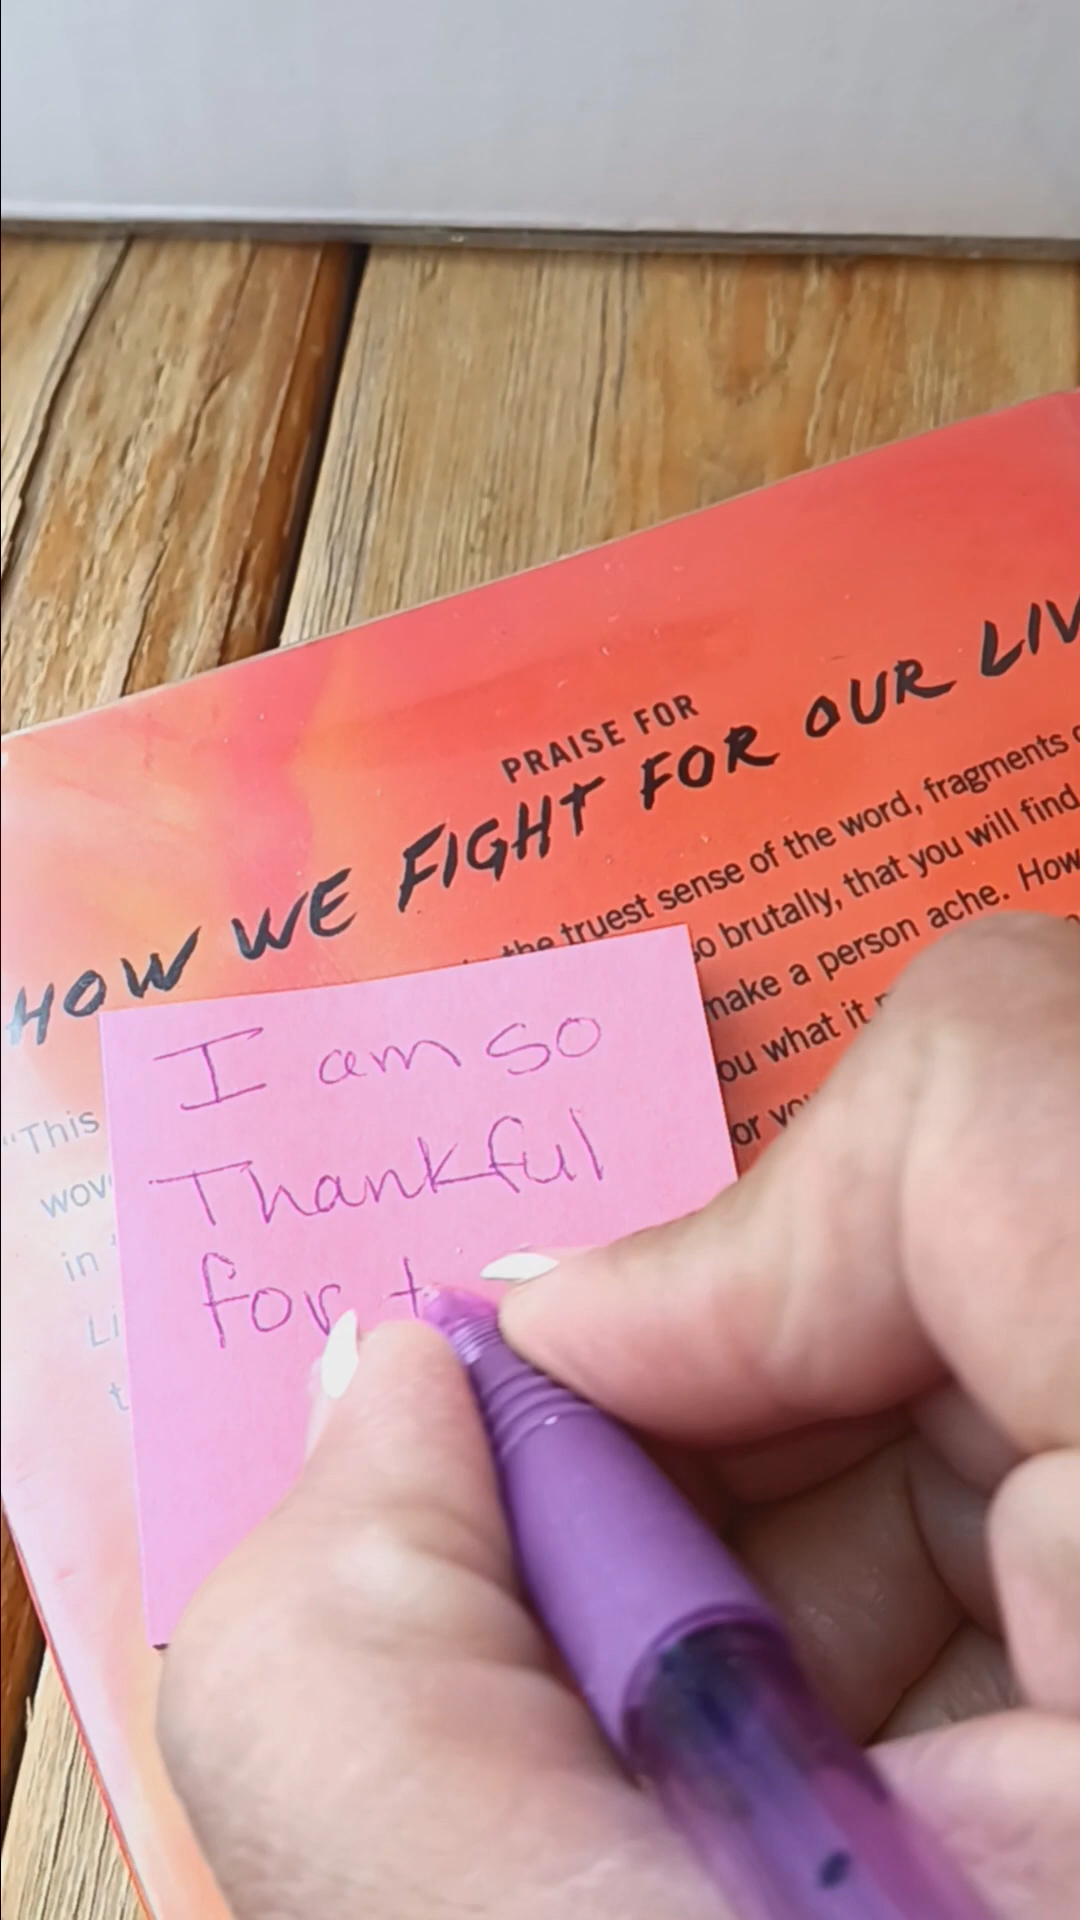 PRAISE FOR
HOW WE FIGHT FOR OUR LIV
the truest sense of the word, fragments
so brutally, that you will find,
make a person ache. How
ou what it
or
"This
wov
in
Li
t
I am so
Thankful
for t